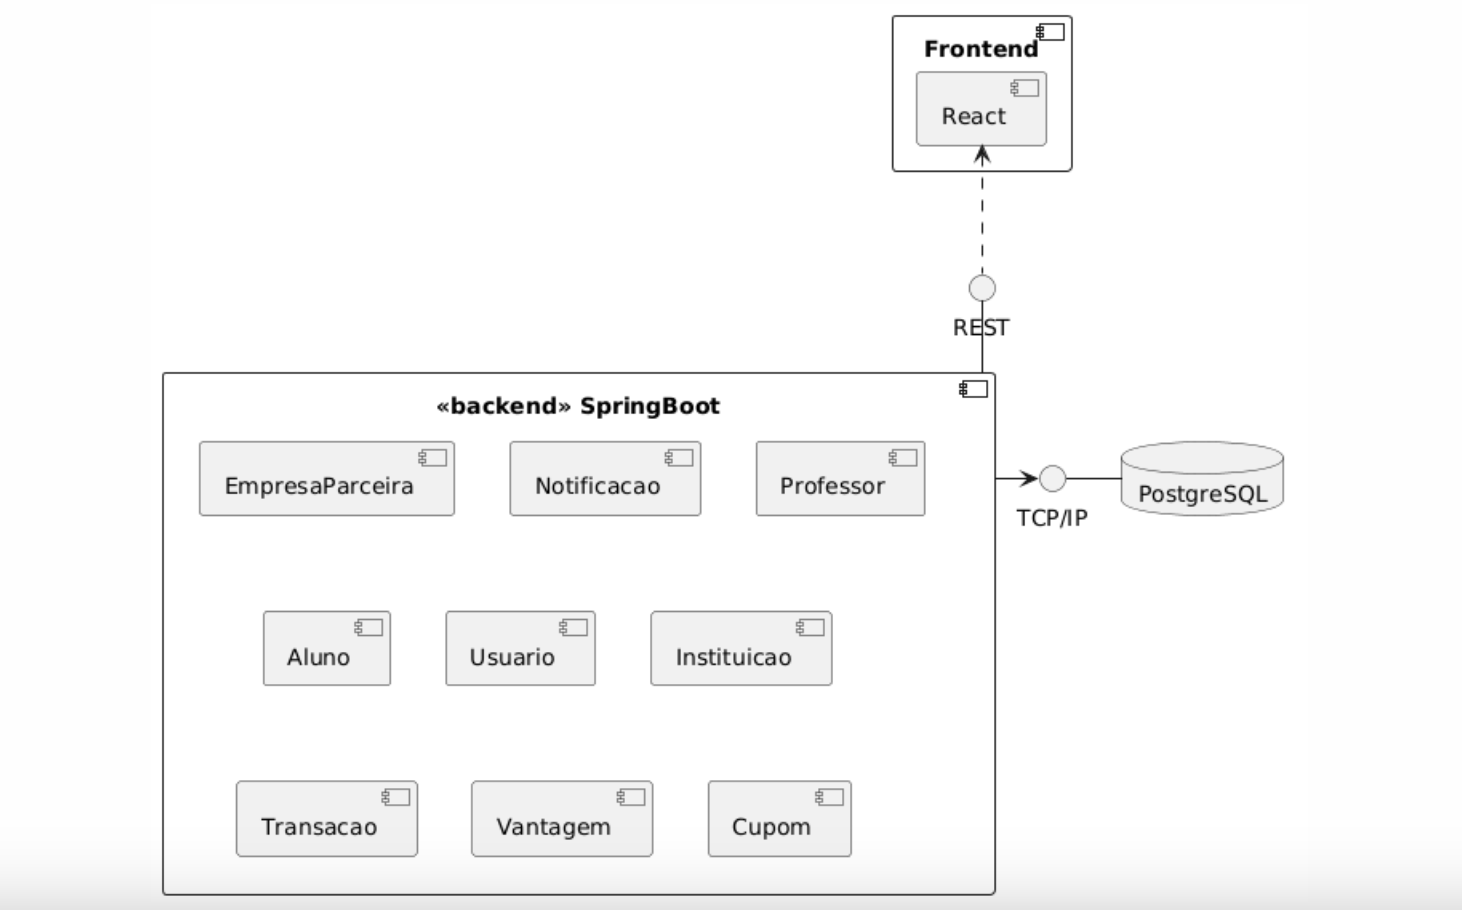 Frontend
React
REST
«backend» SpringBoot
EmpresaParceira
Notificacao
Professor
TCP/IP
PostgreSQL
Aluno
Usuario
Instituicao
Transacao
Vantagem
Cupom